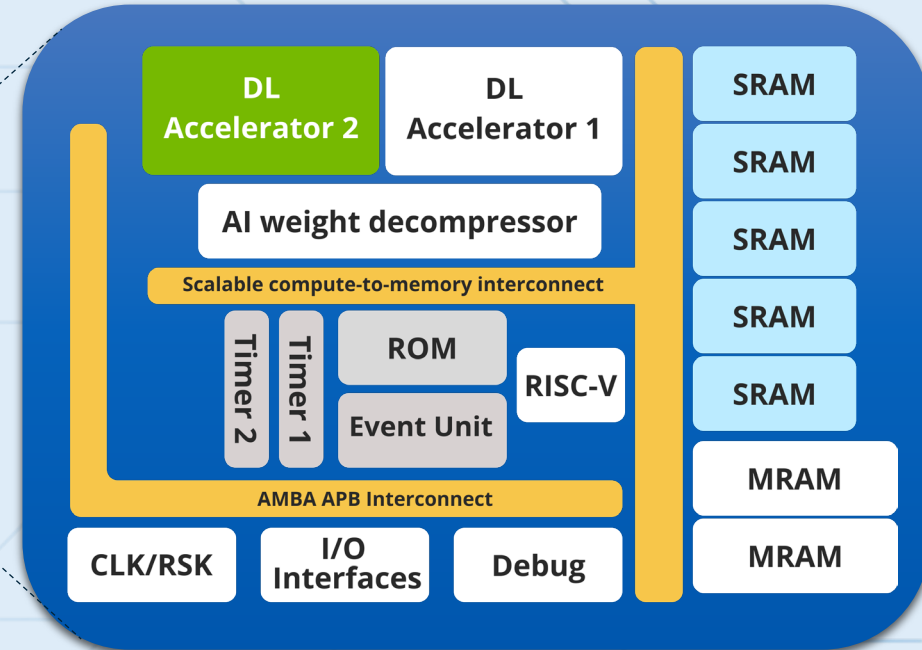 DL
Accelerator 2
DL
Accelerator 1
AI weight decompressor
Scalable compute-to-memory interconnect
Timer 2
Timer 1
ROM
Event Unit
RISC-V
AMBA APB Interconnect
CLK/RSK
I/O
Interfaces
Debug
SRAM
SRAM
SRAM
SRAM
SRAM
MRAM
MRAM